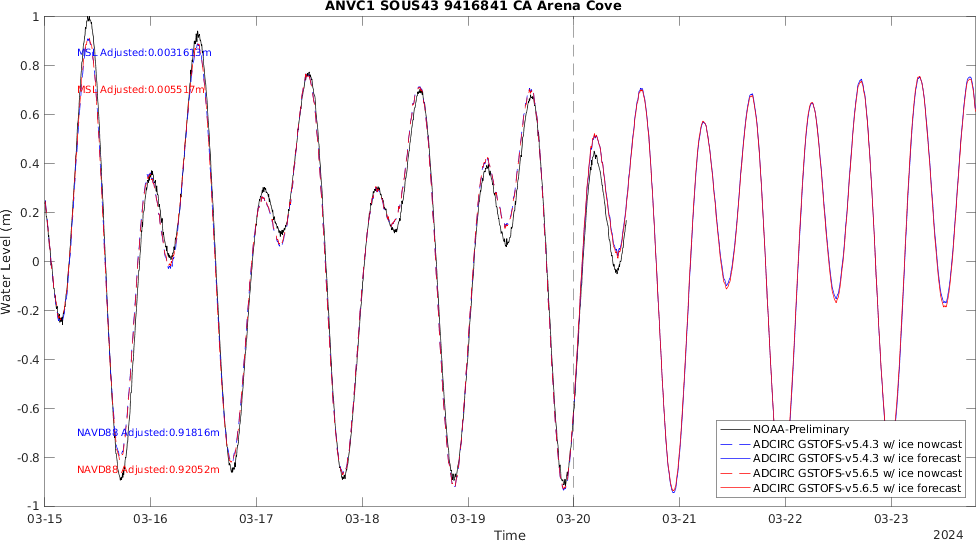 ANVC1 SOUS43 9416841 CA Arena Cove
1
0.8
0.6
0.4
0.2
0
-0.2
-0.4
-0.6
-0.8
-1
Water Level (m)
MSL Adjusted:0.0031613m
MSL Adjusted:0.005517m
NAVD88 Adjusted:0.91816m
NAVD88 Adjusted:0.92052m
NOAA-Preliminary
ADCIRC GSTOFS-v5.4.3 w/ ice nowcast
ADCIRC GSTOFS-v5.4.3 w/ ice forecast
ADCIRC GSTOFS-v5.6.5 w/ ice nowcast
ADCIRC GSTOFS-v5.6.5 w/ ice forecast
03-15 03-16 03-17 03-18 03-19 03-20 03-21 03-22 03-23
Time
2024